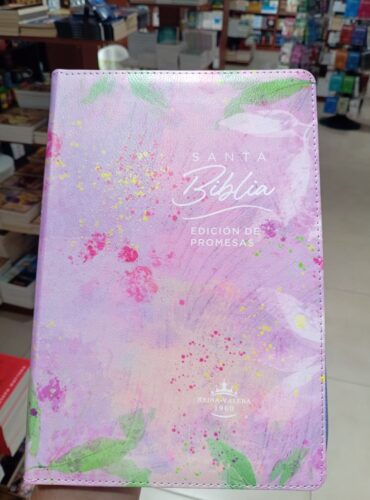 SANTA
Biblia
EDICIÓN DE
PROMESAS
REINA-VALERA
1960